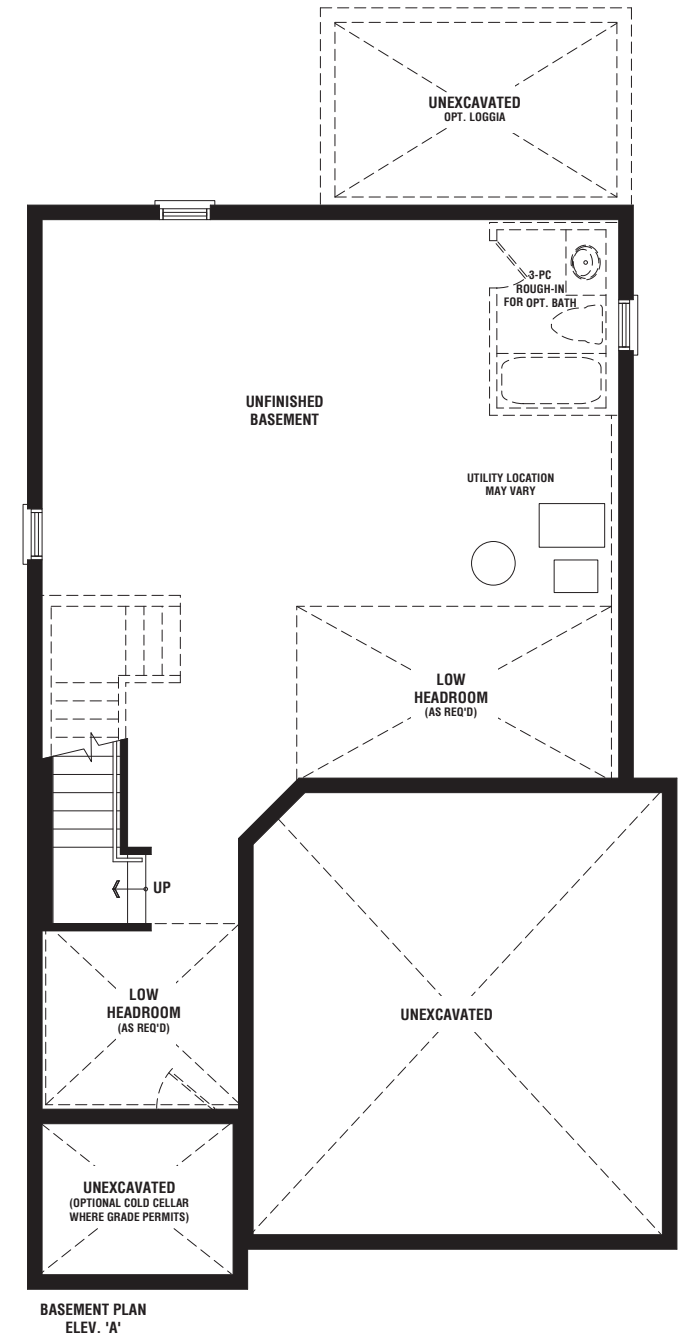 UNEXCAVATED
OPT. LOGGIA
3-PC
ROUGH-IN
FOR OPT. BATH
UNFINISHED
BASEMENT
UTILITY LOCATION
MAY VARY
LOW
HEADROOM
(AS REQ'D)
UP
LOW
HEADROOM
(AS REQ'D)
UNEXCAVATED
UNEXCAVATED
(OPTIONAL COLD CELLAR
WHERE GRADE PERMITS)
BASEMENT PLAN
ELEV. 'A'